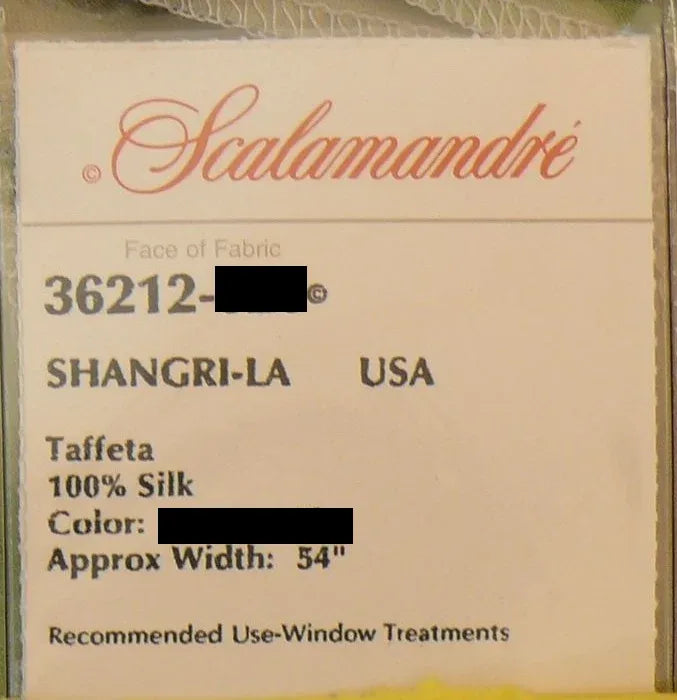 © Scalamandré
Face of Fabric
36212- ©
SHANGRI-LA USA
Taffeta
100% Silk
Color:
Approx Width: 54"
Recommended Use-Window Treatments